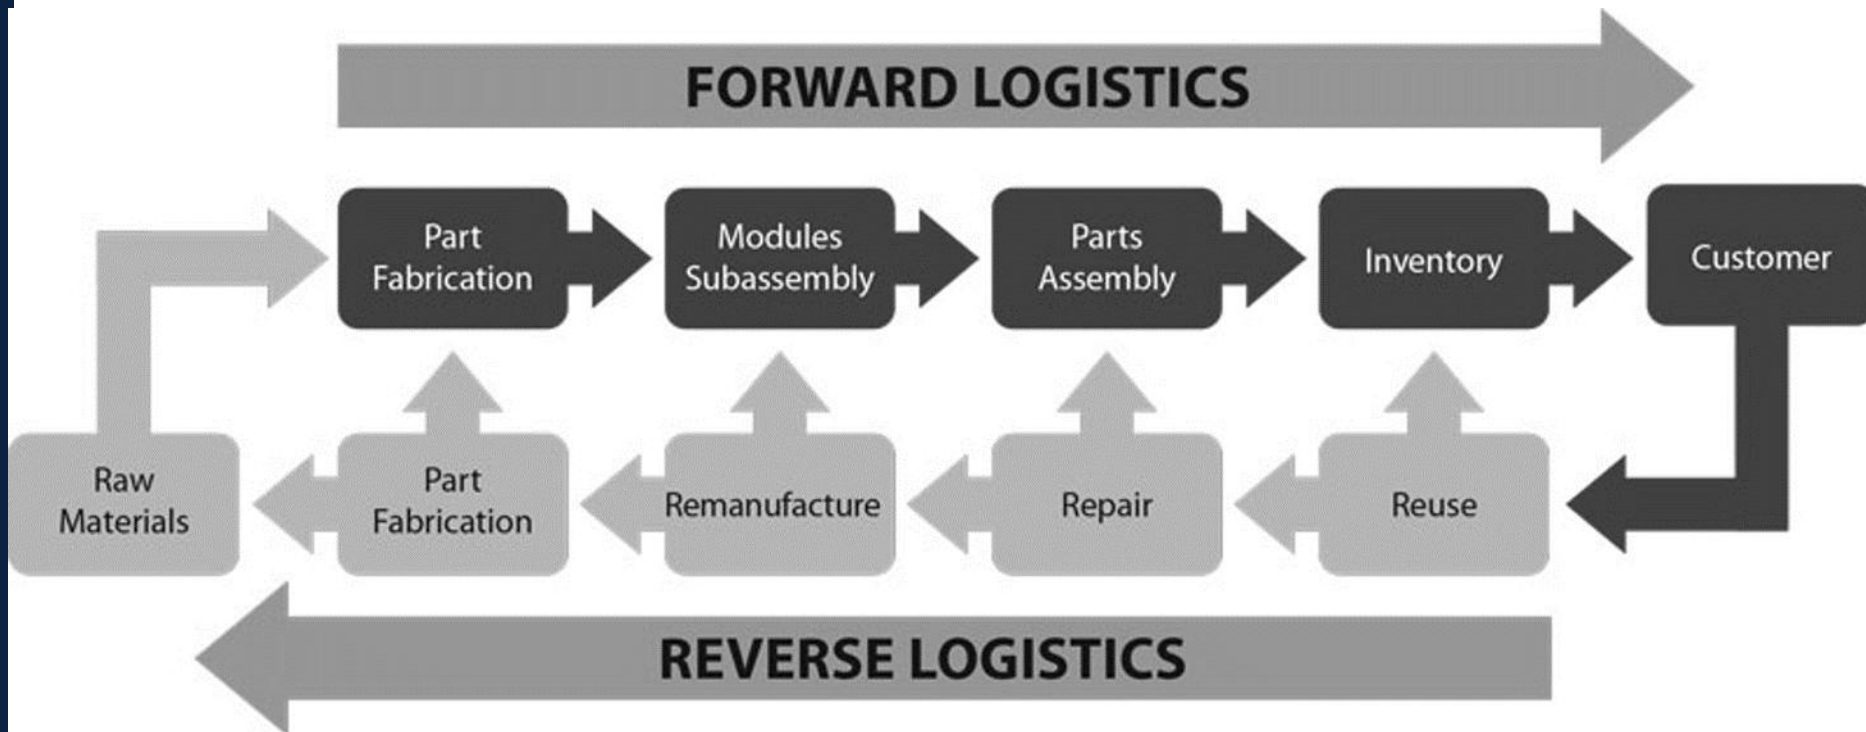 FORWARD LOGISTICS
Part
Fabrication
Modules
Subassembly
Parts
Assembly
Inventory
Customer
Raw
Materials
Part
Fabrication
Remanufacture
Repair
Reuse
REVERSE LOGISTICS